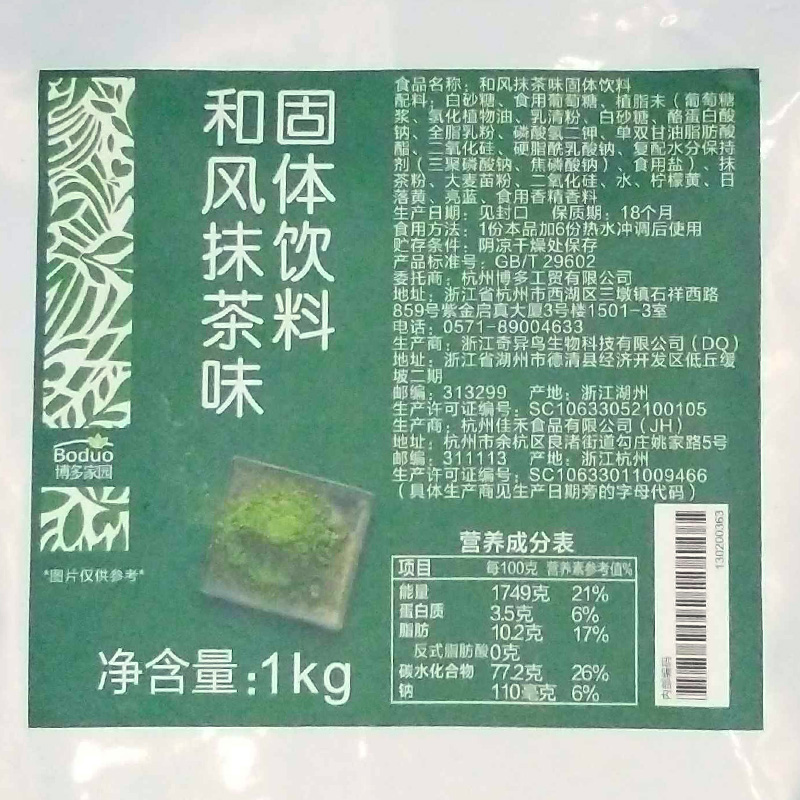 和风抹茶味
固体饮料
Boduo
博多家园
*图片仅供参考*
净含量:1kg
食品名称：和风抹茶味固体饮料
配料：白砂糖、食用葡萄糖、植脂末（葡萄糖
浆、氢化植物油、乳清粉、白砂糖、酪蛋白酸
钠、全脂乳粉、磷酸氢二钾、单双甘油脂肪酸
酯、二氧化硅、硬脂酰乳酸钠、复配水分保持
剂（三聚磷酸钠、焦磷酸钠）、食用盐）、抹
茶粉、大麦苗粉、二氧化硅、水、柠檬黄、日
落黄、亮蓝、食用香精香料
生产日期：见封口 保质期：18个月
食用方法：1份本品加6份热水冲调后使用
贮存条件：阴凉干燥处保存
产品标准号：GB/T 29602
委托商：杭州博多工贸有限公司
地址：浙江省杭州市西湖区三墩镇石祥西路
859号紫金启真大厦3号楼1501-3室
电话：0571-89004633
生产商：浙江奇异鸟生物科技有限公司（DQ）
地址：浙江省湖州市德清县经济开发区低丘缓
坡二期
邮编：313299 产地：浙江湖州
生产许可证编号：SC10633052100105
生产商：杭州佳禾食品有限公司（JH）
地址：杭州市余杭区良渚街道勾庄姚家路5号
邮编：311113 产地：浙江杭州
生产许可证编号：SC10633011009466
（具体生产商见生产日期旁的字母代码）
营养成分表
项目 每100克 营养素参考值%
能量 1749克 21%
蛋白质 3.5克 6%
脂肪 10.2克 17%
反式脂肪酸0克
碳水化合物 77.2克 26%
钠 110毫克 6%
130200363